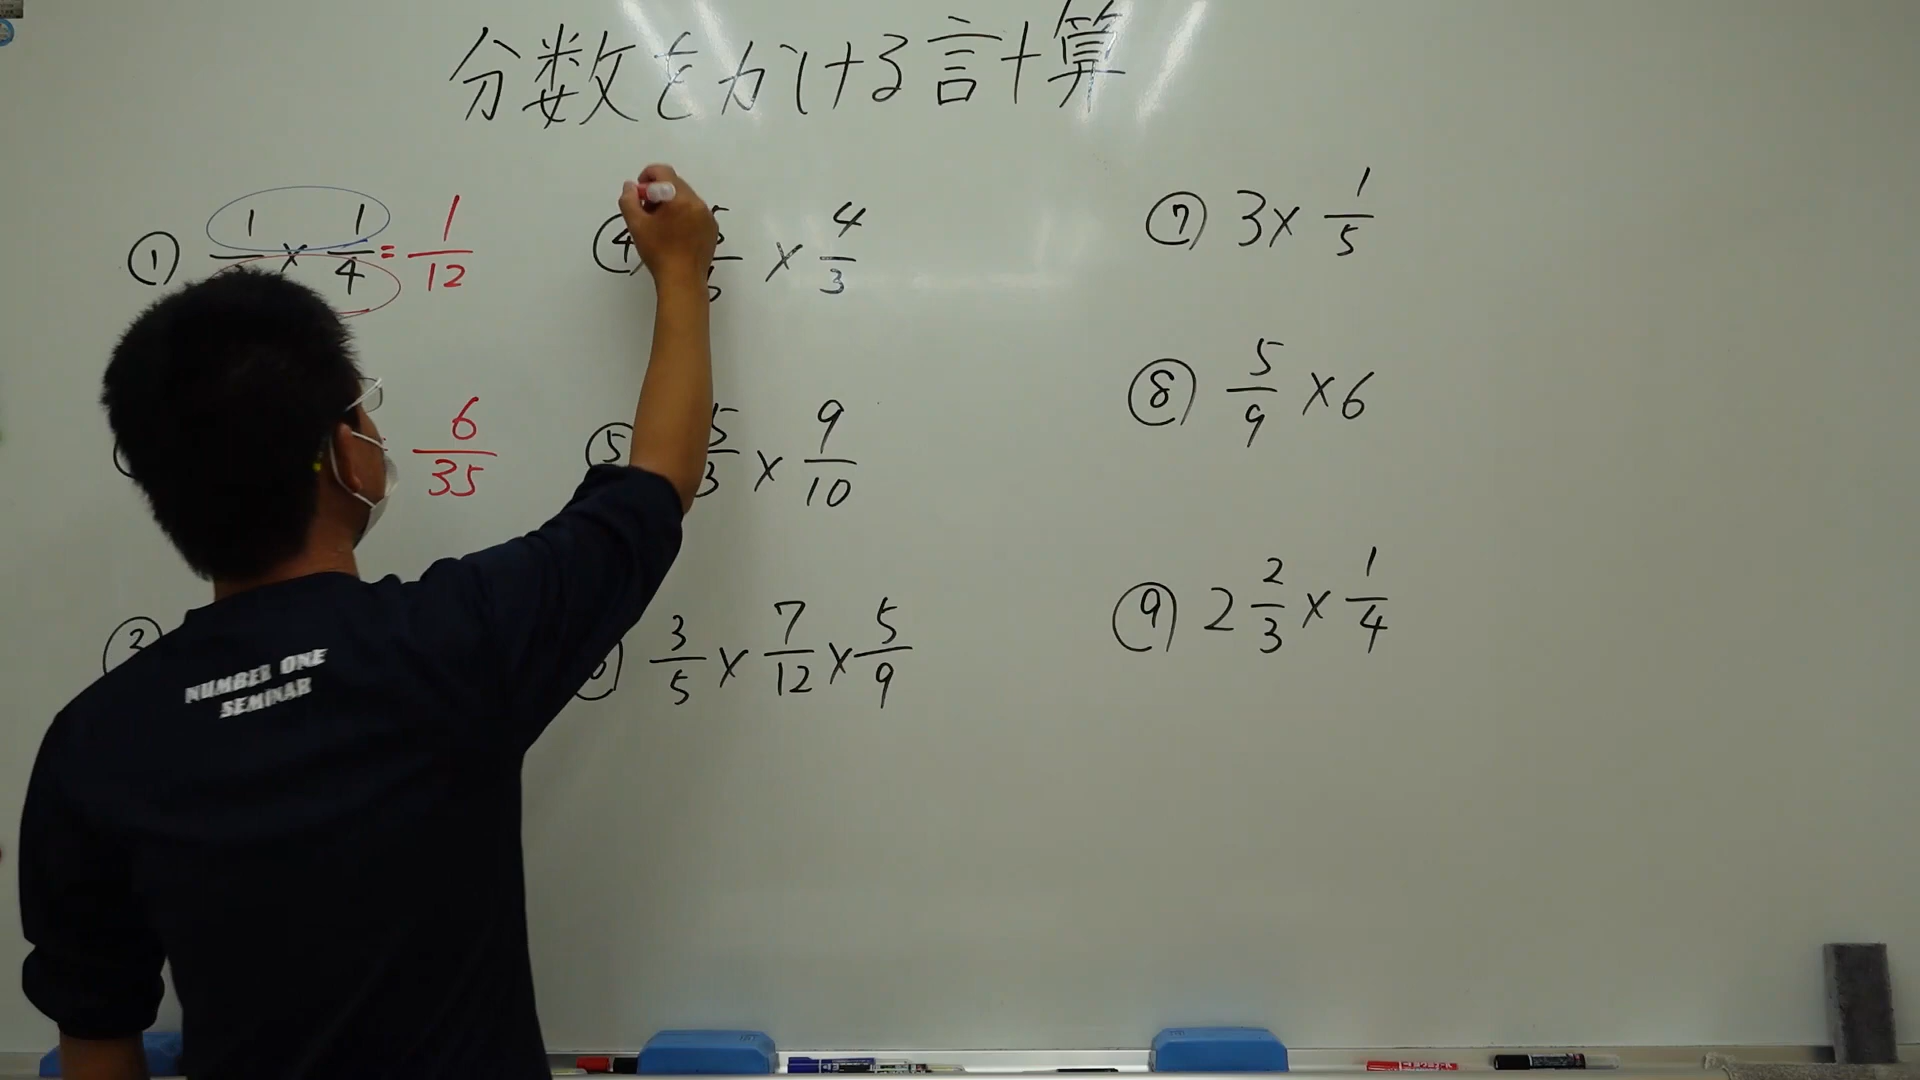 分数をかける計算
① 1/ × 1/4 = 1/12
= 6/35
④ × 4/3
⑤ 5/3 × 9/10
3/5 × 7/12 × 5/9
⑦ 3 × 1/5
⑧ 5/9 × 6
⑨ 2 2/3 × 1/4
NUMBER ONE
SEMINAR